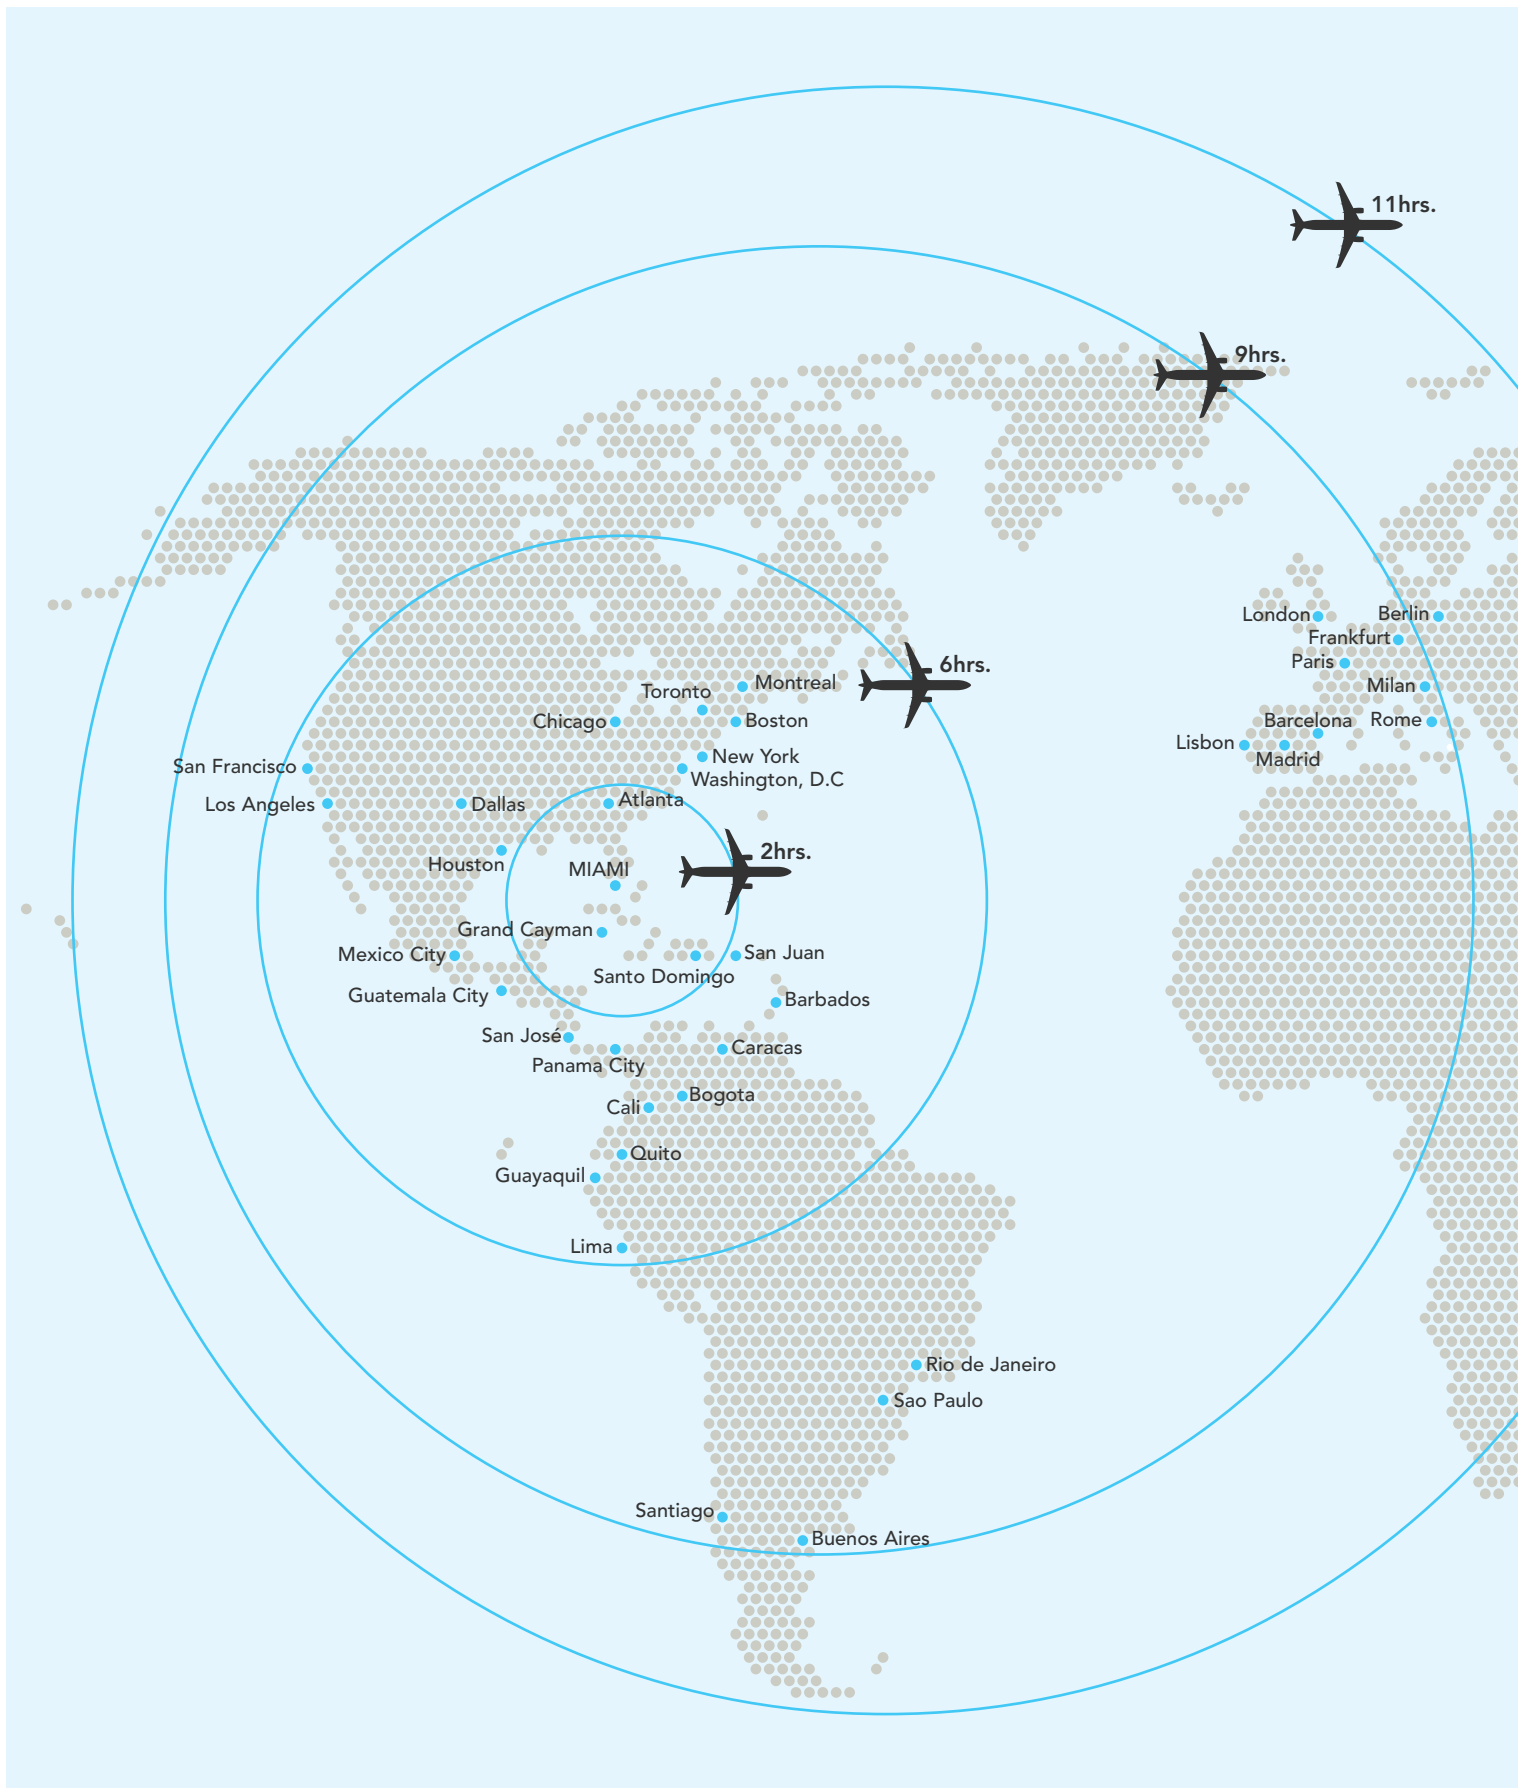 11hrs.
9hrs.
London
Berlin
Frankfurt
Paris
6hrs.
Montreal
Milan
Toronto
Chicago
Boston
Barcelona
Rome
Lisbon
New York
Madrid
San Francisco
Washington, D.C
Los Angeles
Dallas
Atlanta
2hrs.
Houston
MIAMI
Grand Cayman
Mexico City
San Juan
Santo Domingo
Guatemala City
Barbados
San José
Caracas
Panama City
Bogota
Cali
Quito
Guayaquil
Lima
Rio de Janeiro
Sao Paulo
Santiago
Buenos Aires